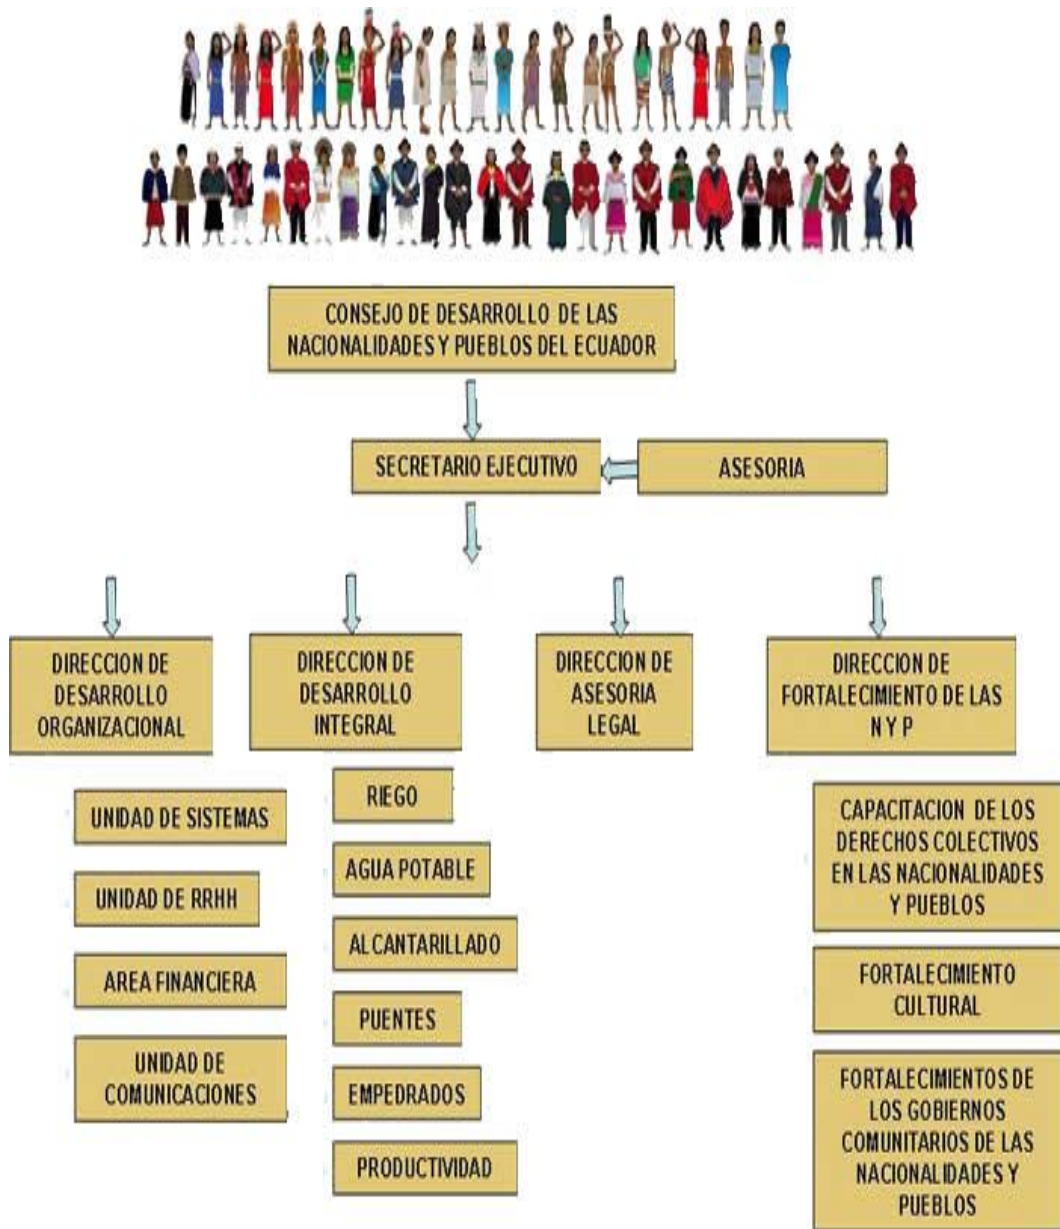 CONSEJO DE DESARROLLO DE LAS
NACIONALIDADES Y PUEBLOS DEL ECUADOR
SECRETARIO EJECUTIVO
ASESORIA
DIRECCION DE
DESARROLLO
ORGANIZACIONAL
UNIDAD DE SISTEMAS
UNIDAD DE RRHH
AREA FINANCIERA
UNIDAD DE
COMUNICACIONES
DIRECCION DE
DESARROLLO
INTEGRAL
RIEGO
AGUA POTABLE
ALCANTARILLADO
PUENTES
EMPEDRADOS
PRODUCTIVIDAD
DIRECCION DE
ASESORIA
LEGAL
DIRECCION DE
FORTALECIMIENTO DE LAS
N Y P
CAPACITACION DE LOS
DERECHOS COLECTIVOS
EN LAS NACIONALIDADES
Y PUEBLOS
FORTALECIMIENTO
CULTURAL
FORTALECIMIENTOS DE
LOS GOBIERNOS
COMUNITARIOS DE LAS
NACIONALIDADES Y
PUEBLOS